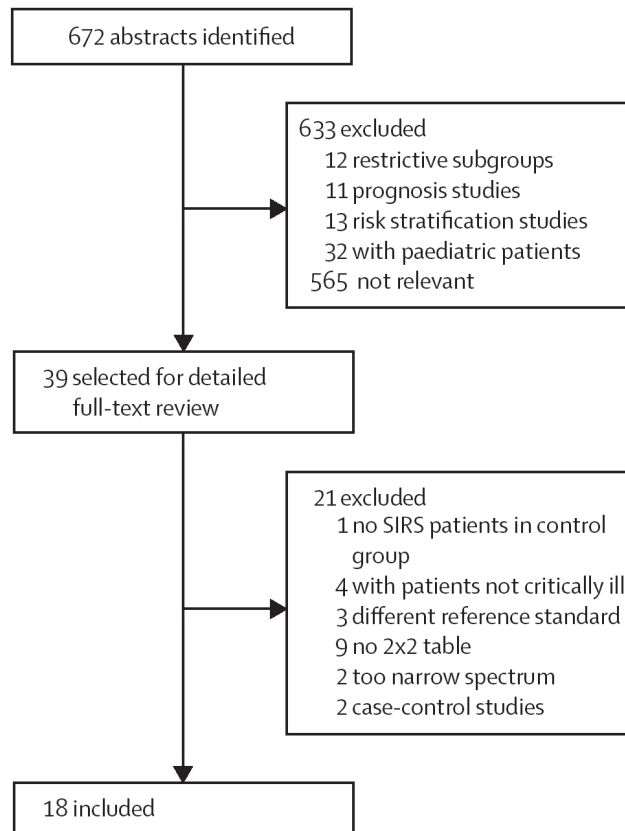 672 abstracts identified
633 excluded
12 restrictive subgroups
11 prognosis studies
13 risk stratification studies
32 with paediatric patients
565 not relevant
39 selected for detailed
full-text review
21 excluded
1 no SIRS patients in control
group
4 with patients not critically ill
3 different reference standard
9 no 2x2 table
2 too narrow spectrum
2 case-control studies
18 included